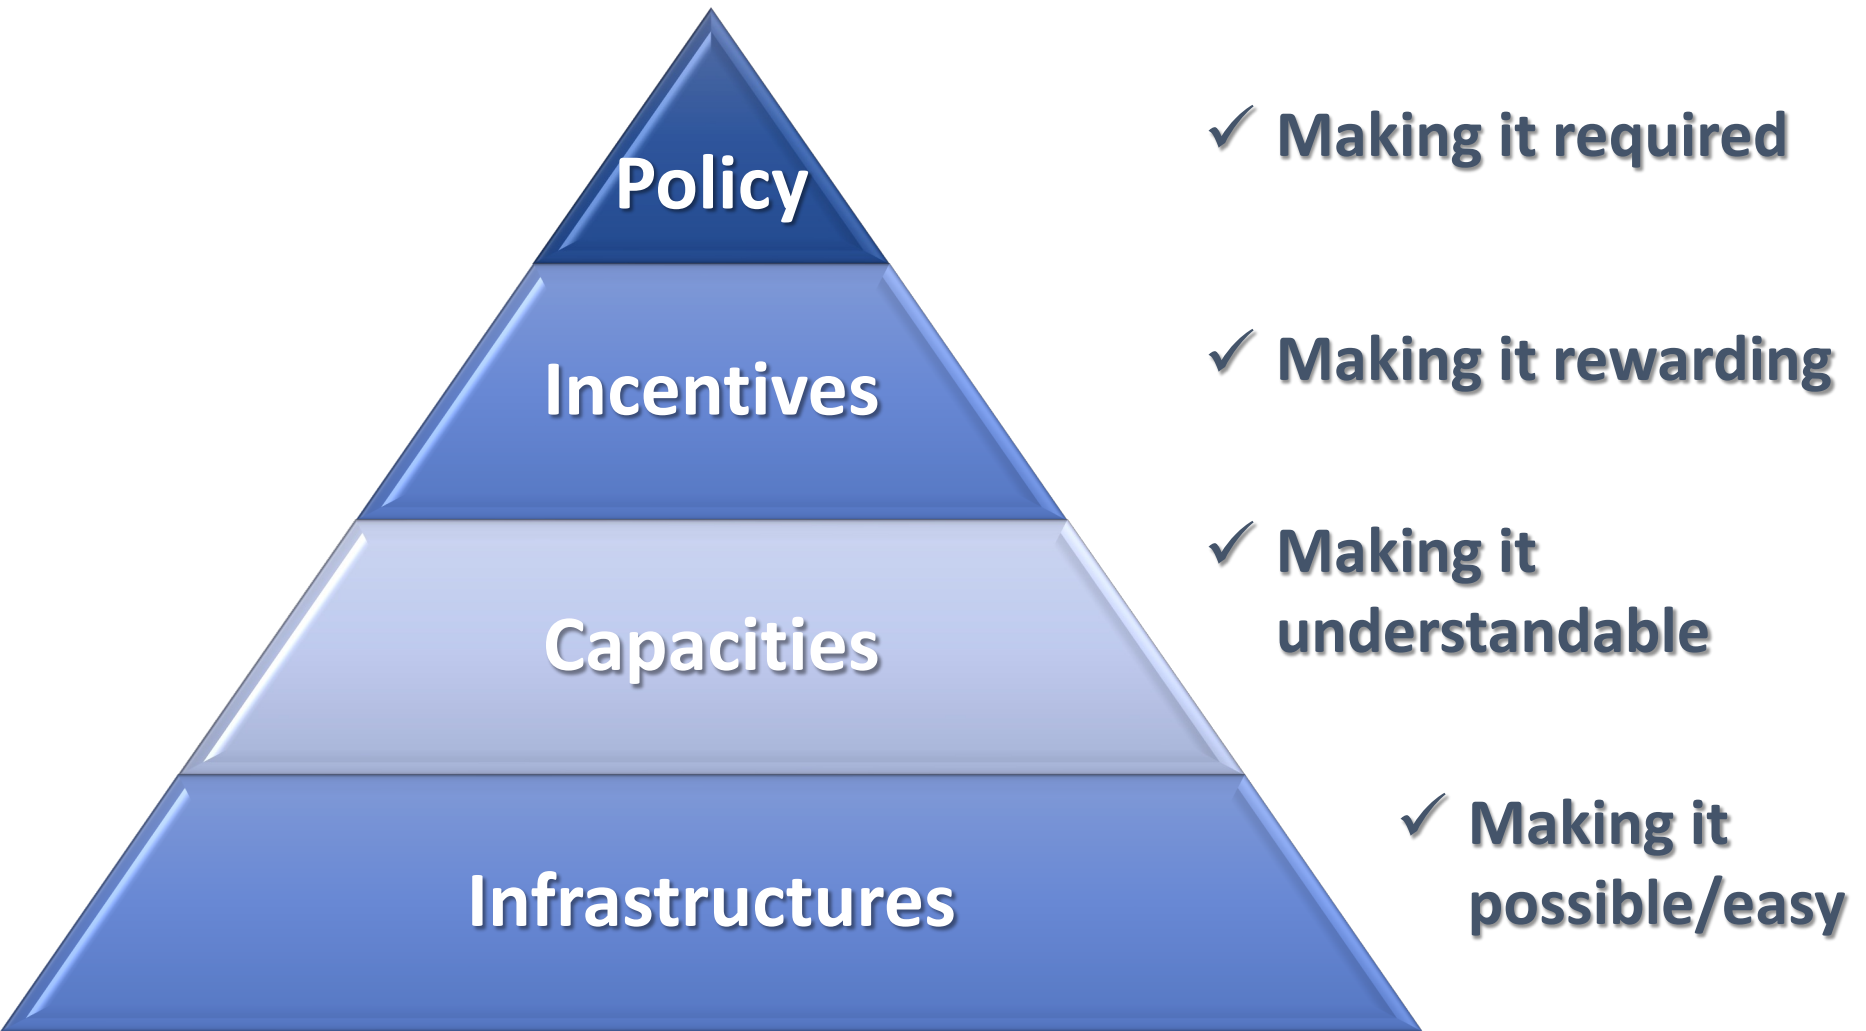 Policy
✓ Making it required
Incentives
✓ Making it rewarding
Capacities
✓ Making it
understandable
Infrastructures
✓ Making it
possible/easy